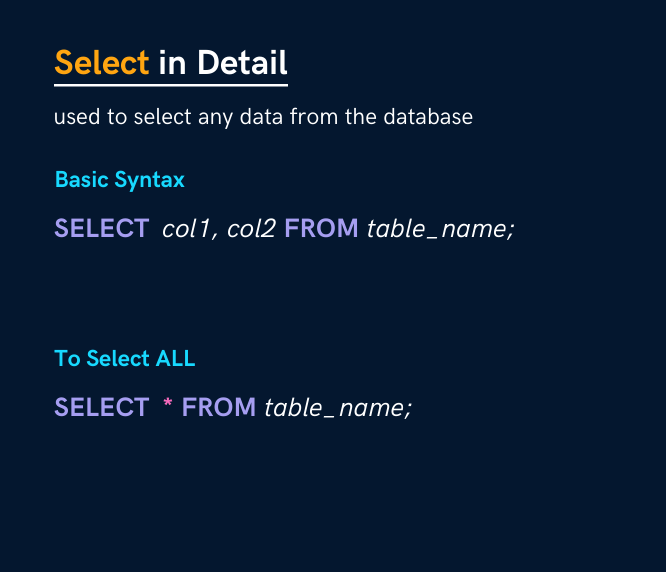 Select in Detail
used to select any data from the database
Basic Syntax
SELECT col1, col2 FROM table_name;
To Select ALL
SELECT * FROM table_name;